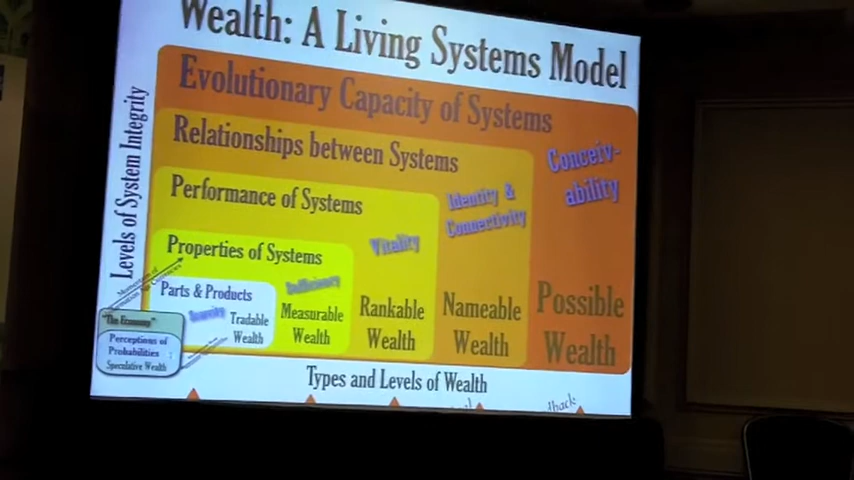 Wealth: A Living Systems Model
Levels of System Integrity
Evolutionary Capacity of Systems
Conceiv-
ability
Possible
Wealth
Relationships between Systems
Identity &
Connectivity
Nameable
Wealth
Performance of Systems
Vitality
Rankable
Wealth
Properties of Systems
Sufficiency
Measurable
Wealth
Parts & Products
Tradable
Wealth
"The Economy"
Perceptions of
Probabilities
Speculative Wealth
Types and Levels of Wealth